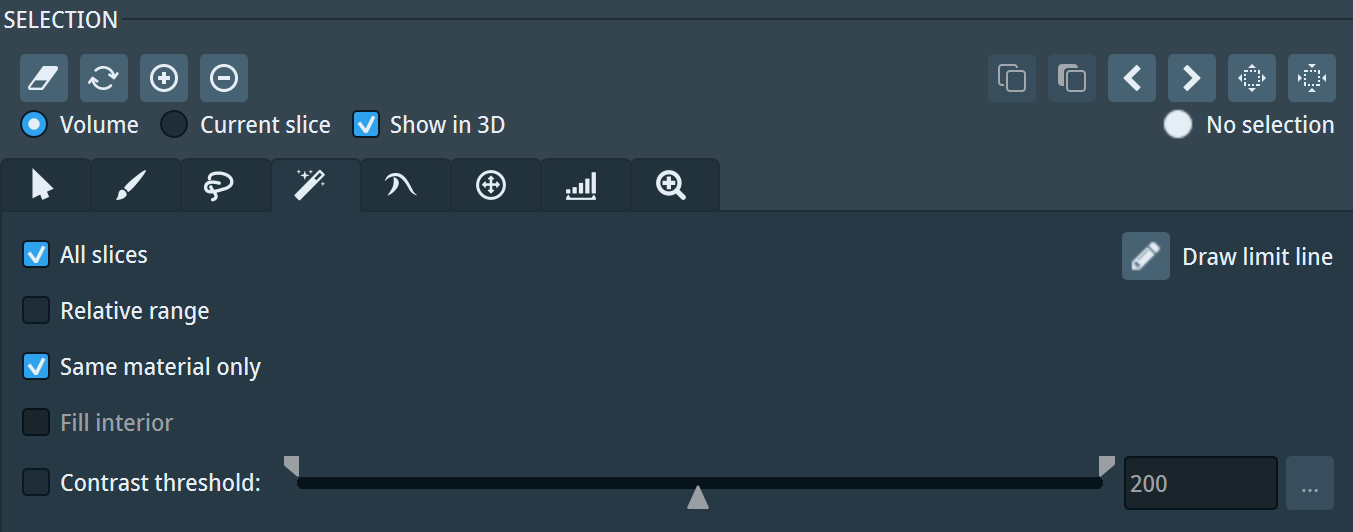 SELECTION
Volume Current slice Show in 3D No selection
All slices Draw limit line
Relative range
Same material only
Fill interior
Contrast threshold: 200 ...